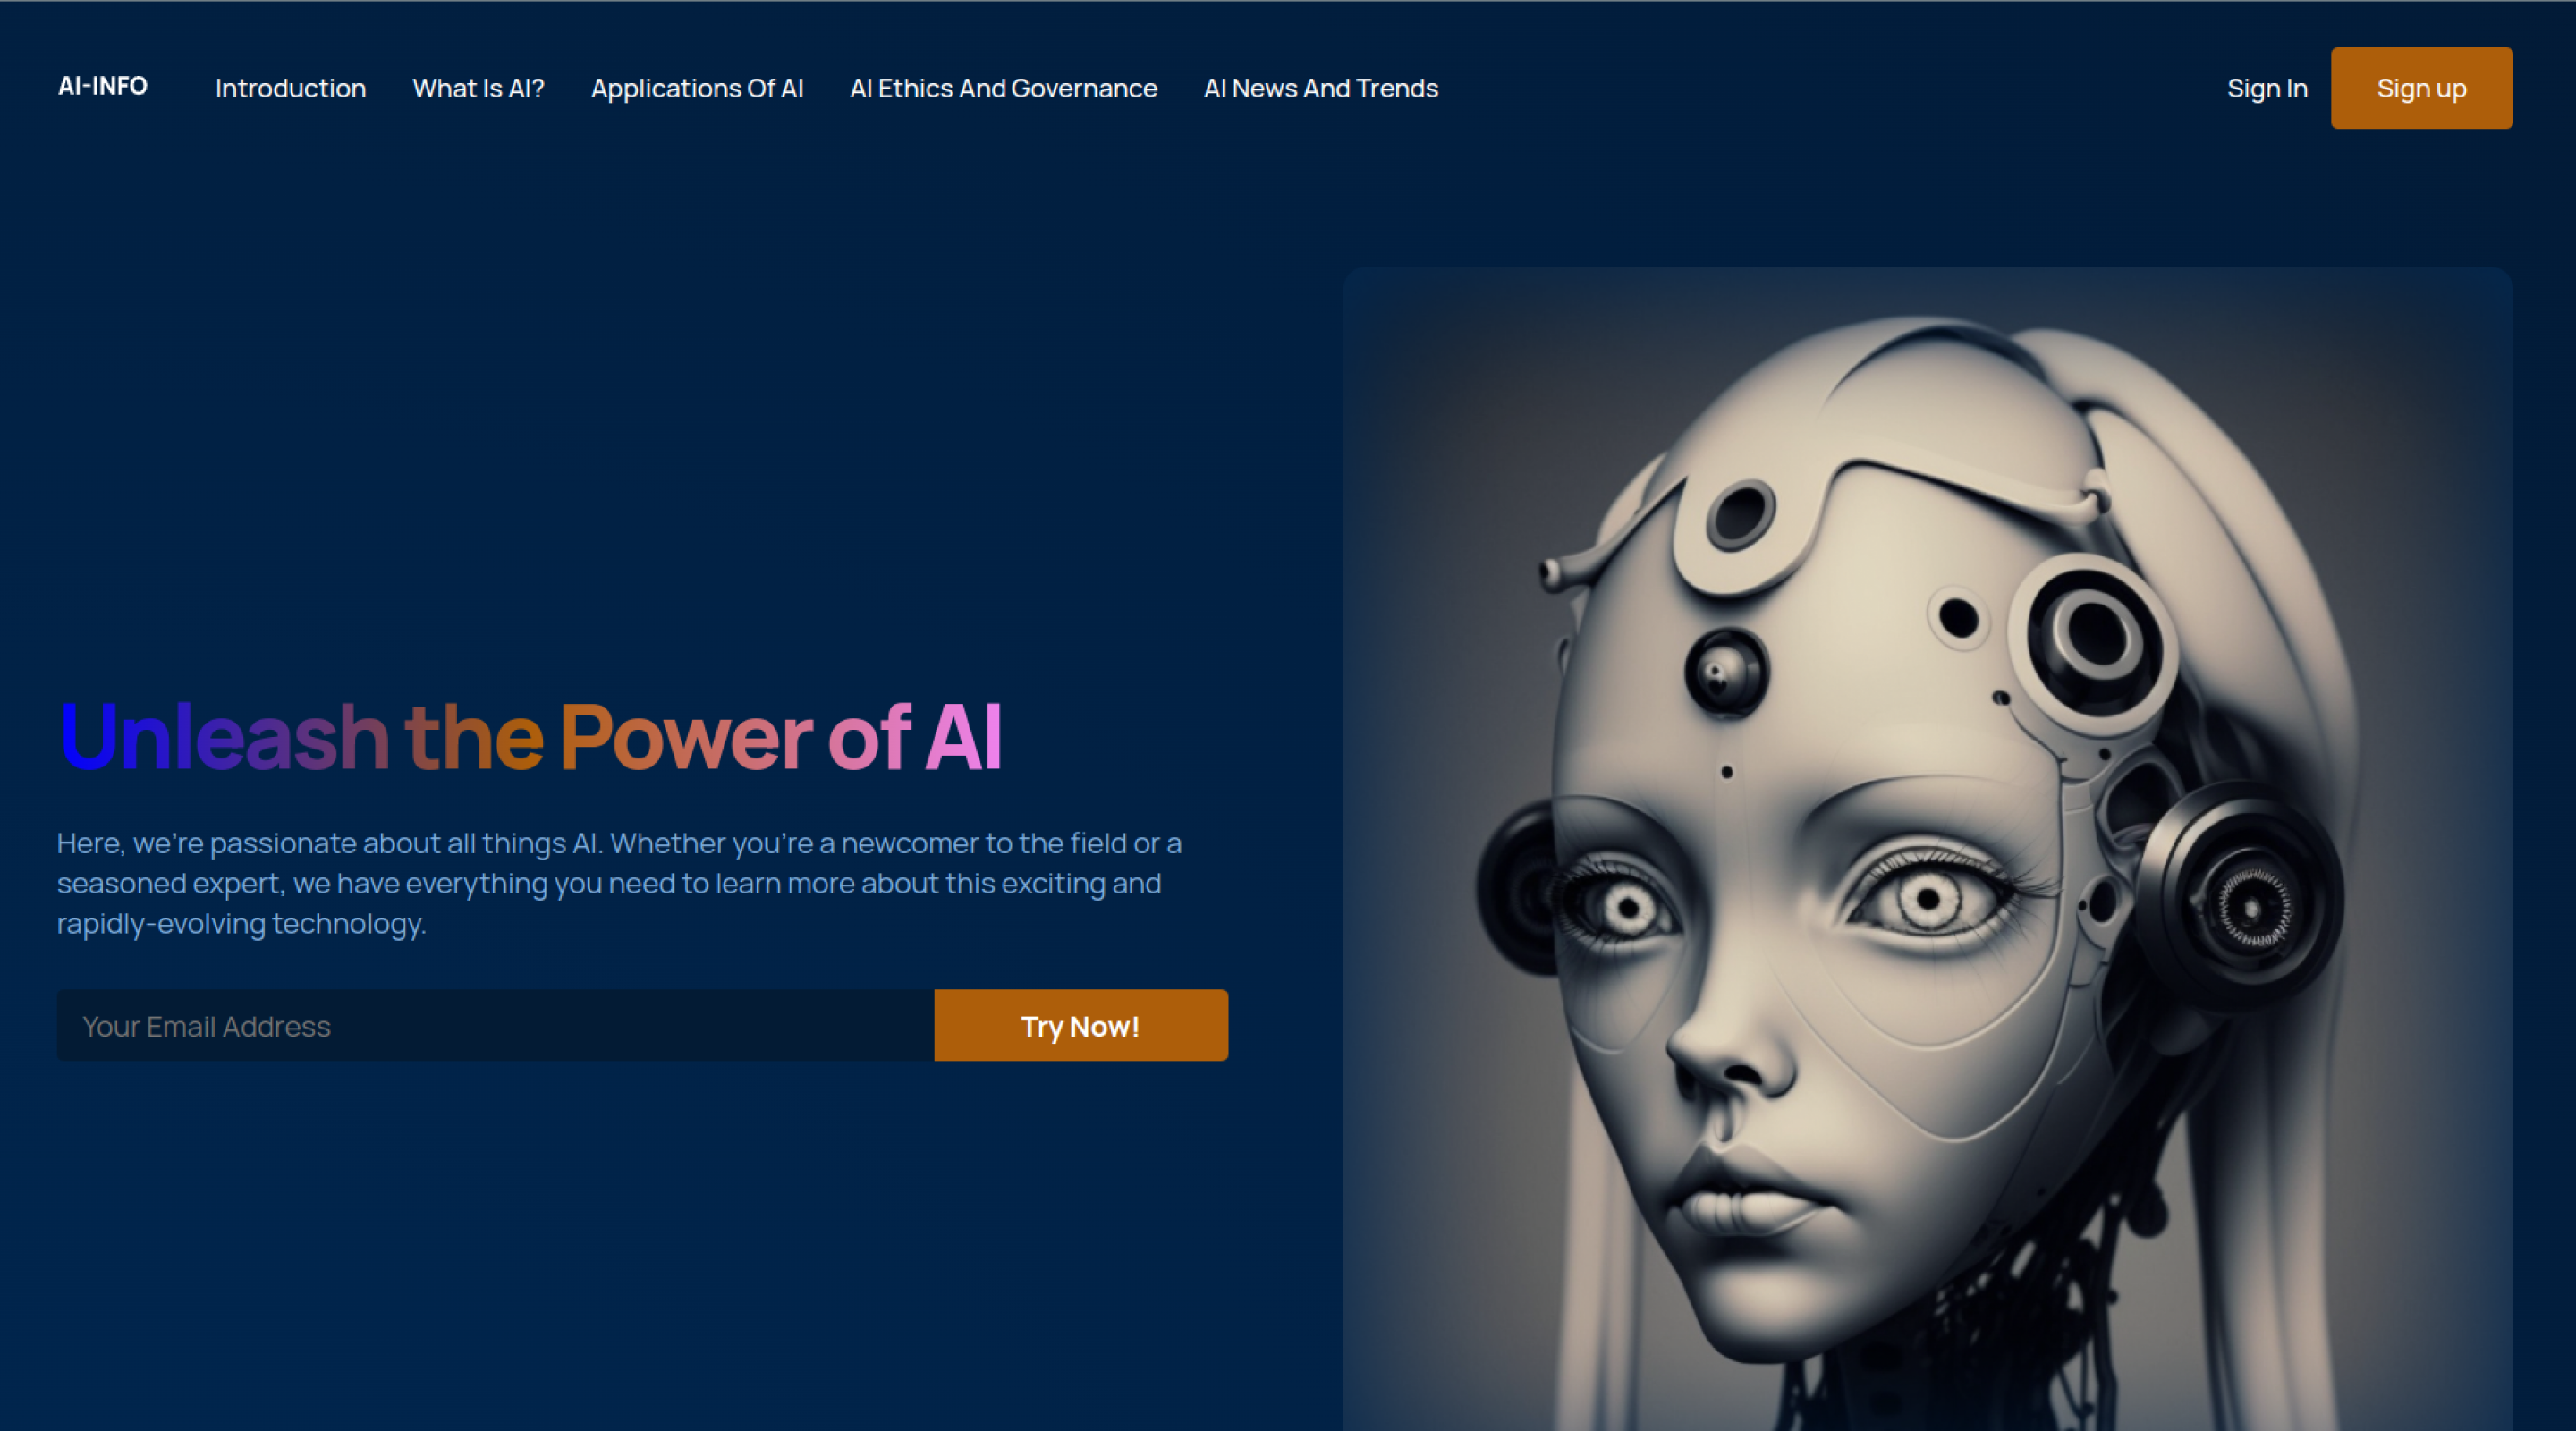 AI-INFO
Introduction
What Is AI?
Applications Of AI
AI Ethics And Governance
AI News And Trends
Sign In
Sign up
Unleash the Power of AI
Here, we're passionate about all things AI. Whether you're a newcomer to the field or a
seasoned expert, we have everything you need to learn more about this exciting and
rapidly-evolving technology.
Your Email Address
Try Now!